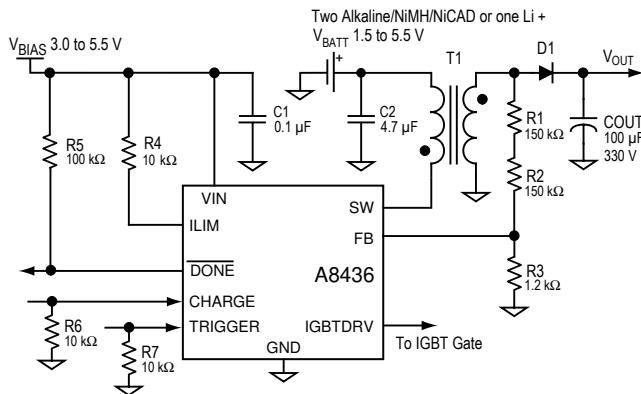 Two Alkaline/NiMH/NiCAD or one Li +
VBIAS 3.0 to 5.5 V
VBATT 1.5 to 5.5 V
+
T1
D1
VOUT
C1
0.1 µF
C2
4.7 µF
R1
150 kΩ
COUT
100 µF
330 V
R5
100 kΩ
R4
10 kΩ
R2
150 kΩ
VIN
SW
ILIM
FB
DONE
A8436
R3
1.2 kΩ
CHARGE
R6
10 kΩ
TRIGGER
IGBTDRV
To IGBT Gate
R7
10 kΩ
GND